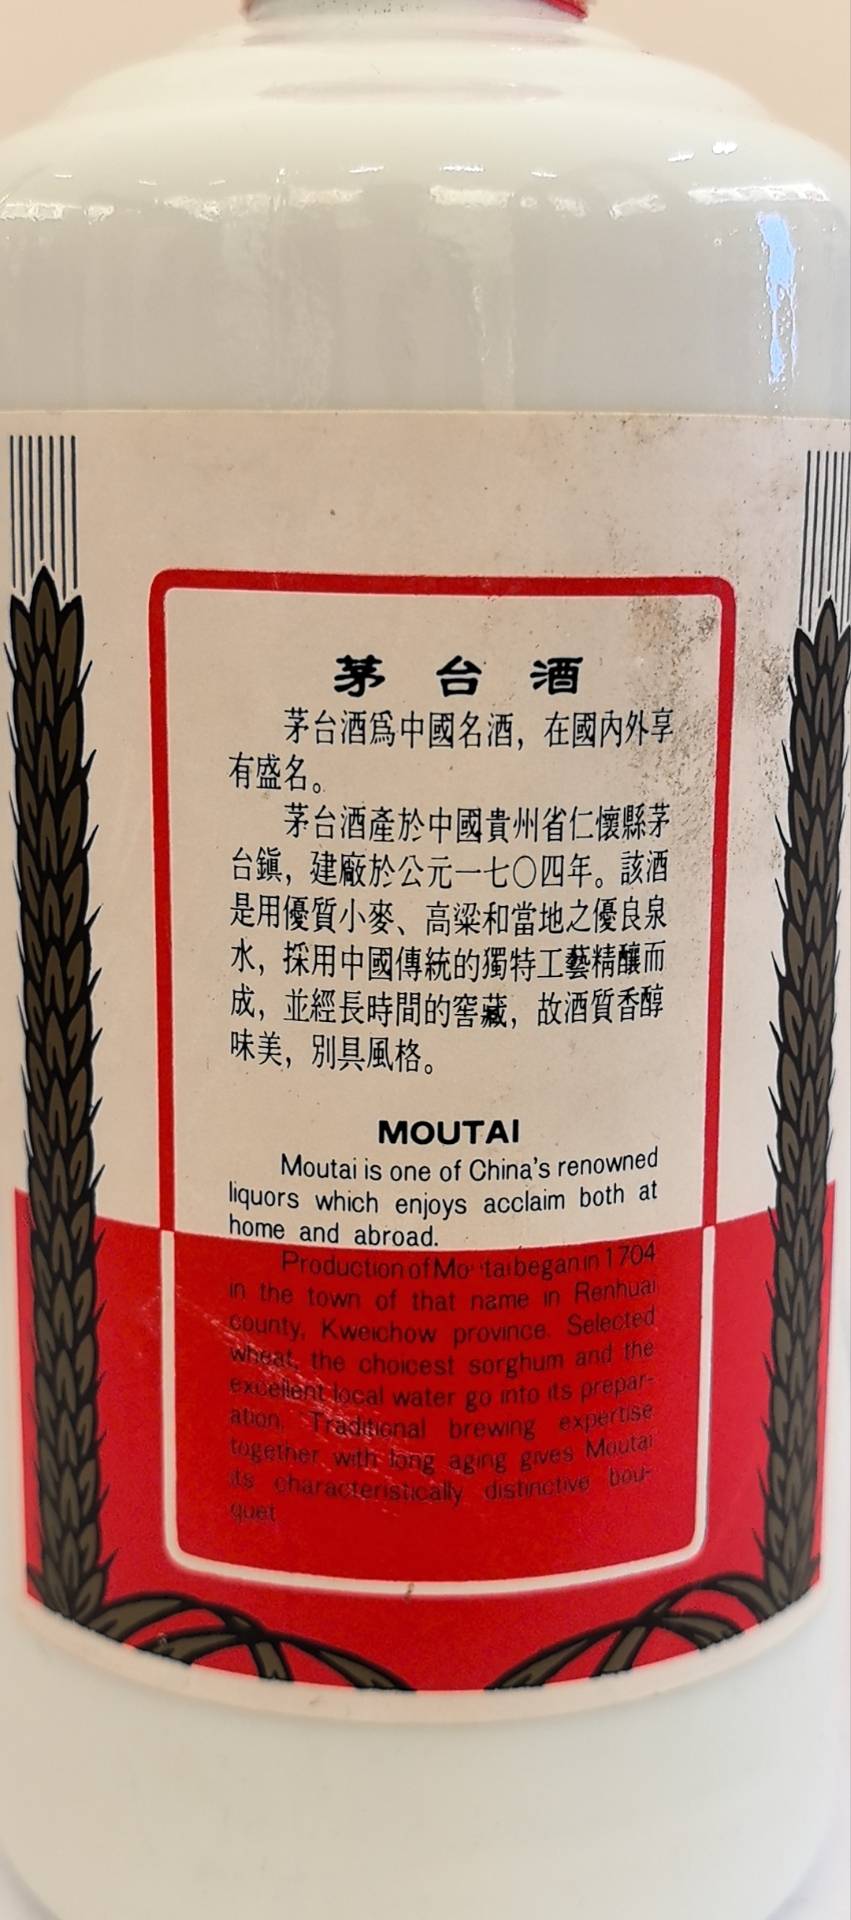 茅台酒
茅台酒爲中國名酒，在國內外享
有盛名。
茅台酒產於中國貴州省仁懷縣茅
台鎮，建廠於公元一七〇四年。該酒
是用優質小麥、高粱和當地之優良泉
水，採用中國傳統的獨特工藝精釀而
成，並經長時間的窖藏，故酒質香醇
味美，別具風格。
MOUTAI
Moutai is one of China's renowned
liquors which enjoys acclaim both at
home and abroad.
Production of Moutai began in 1704
in the town of that name in Renhuai
county, Kweichow province. Selected
wheat, the choicest sorghum and the
excellent local water go into its prepar-
ation. Traditional brewing expertise
together with long aging gives Moutai
its characteristically distinctive bou-
quet